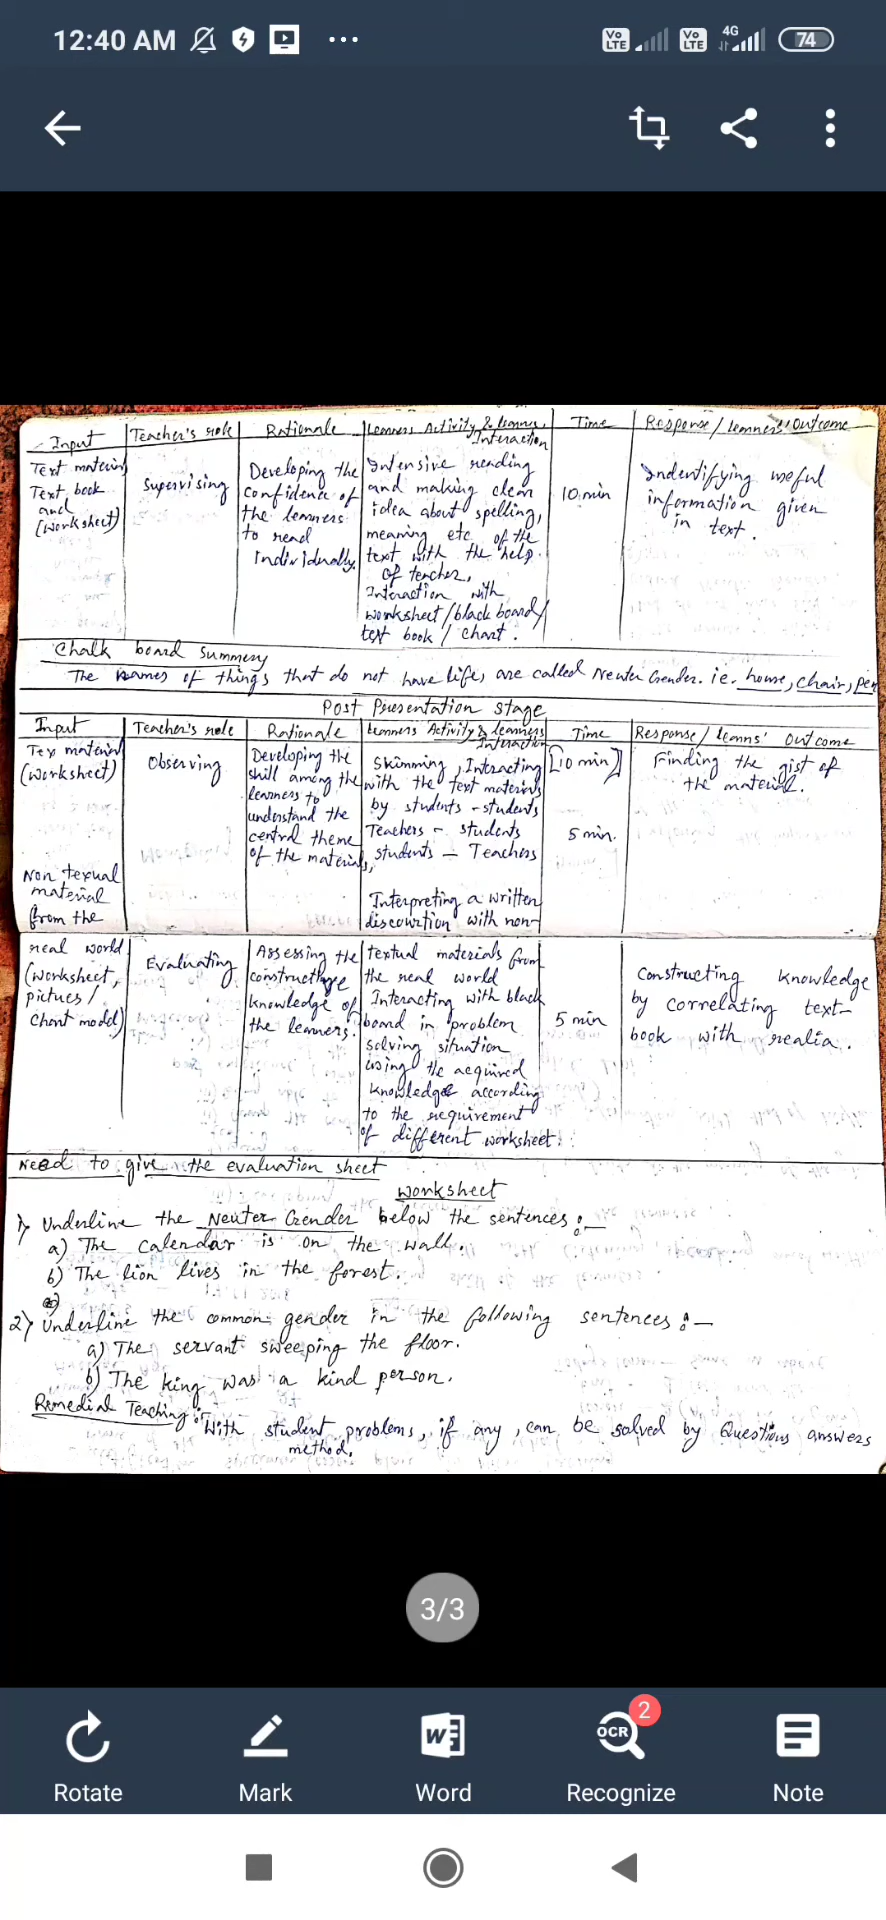 12:40 AM
Vo LTE Vo LTE 4G 74
Input Teacher's role Rationale Learners Activity & learners Interaction Time Response / learners' Outcome
Text material
Text book
and
(worksheet)
Supervising
Developing the
confidence of
the learners
to read
Individually.
Intensive reading
and making clear
idea about spelling,
meaning etc of the
text with the help
of teacher,
Interaction with
worksheet/black board/
text book / chart.
10 min
Indentifying useful
information given
in text.
Chalk board summery
The names of things that do not have life, are called Neuter Gender. ie. house, chair, pen
Post Presentation stage
Input Teacher's role Rationale Learners Activity & learners Interaction Time Response / learns' Outcome
Tex material
(worksheet)
Observing
Developing the
skill among the
learners to
understand the
central theme
of the materials,
Skimming, Interacting
with the text materials
by students - students
Teachers - students
students - Teachers
[10 min]
5 min.
Finding the gist of
the material.
Non texual
material
from the
real world
(worksheet,
pictures /
chart model)
Evaluating
Assessing the
knowledge of
the learners.
Interpreting a written
with non-
textual materials from
the real world
Interacting with black
board in problem
solving situation
using the acquired
knowledge according
to the requirement
of different worksheet.
5 min
Constructing knowledge
by correlating text-
book with realia.
Need to give the evaluation sheet
Worksheet
1) Underline the Neuter Gender below the sentences :-
a) The Calendar is on the wall.
b) The lion lives in the forest.
2) Underline the common gender in the following sentences :-
a) The servant sweeping the floor.
b) The king was a kind person.
Remedial Teaching : With student problems, if any, can be solved by Questions answers
method.
3/3
Rotate Mark Word Recognize Note
W OCR 2